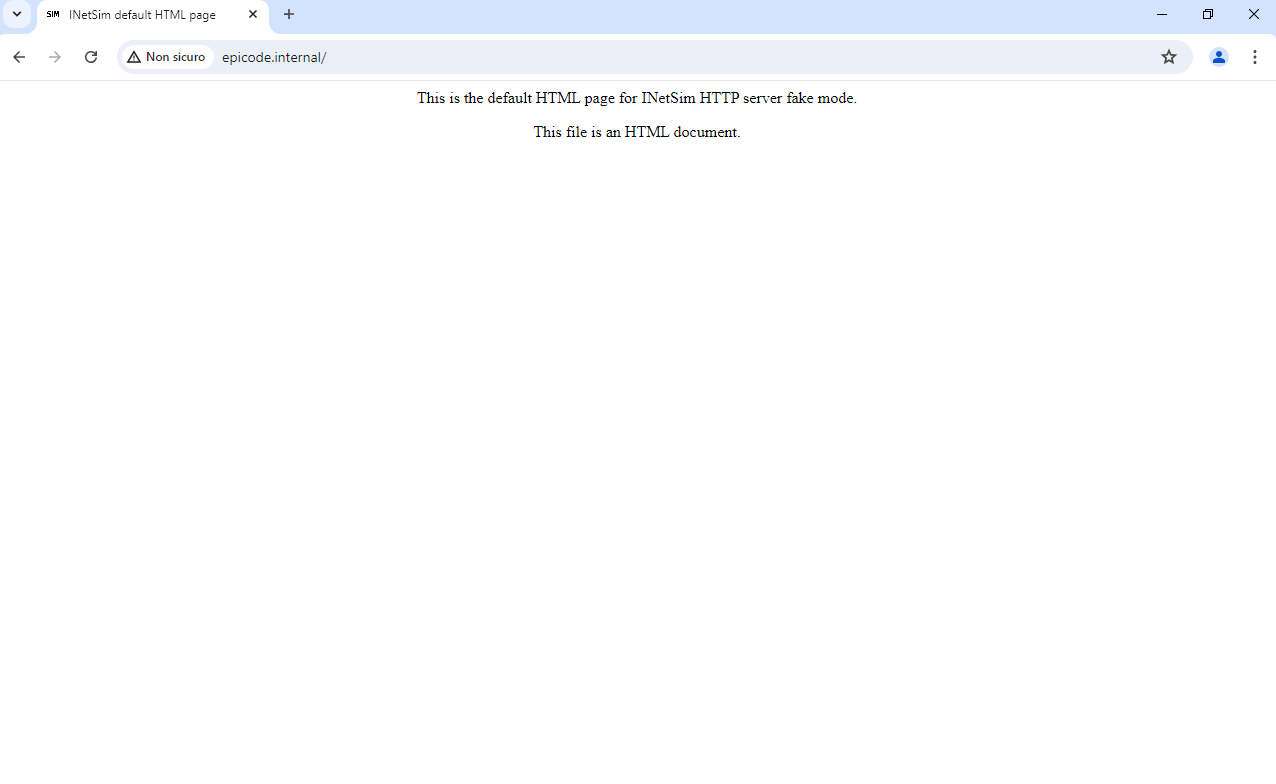 SIM INetSim default HTML page
Non sicuro epicode.internal/
This is the default HTML page for INetSim HTTP server fake mode.
This file is an HTML document.